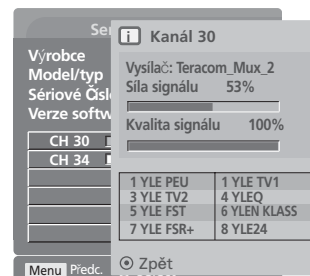 Ser
Výrobce
Model/typ
Sériové Čísl
Verze softw
CH 30
CH 34
Menu Předc.
i Kanál 30
Vysílač: Teracom_Mux_2
Síla signálu 53%
Kvalita signálu 100%
1 YLE PEU 1 YLE TV1
3 YLE TV2 4 YLEQ
5 YLE FST 6 YLEN KLASS
7 YLE FSR+ 8 YLE24
Zpět